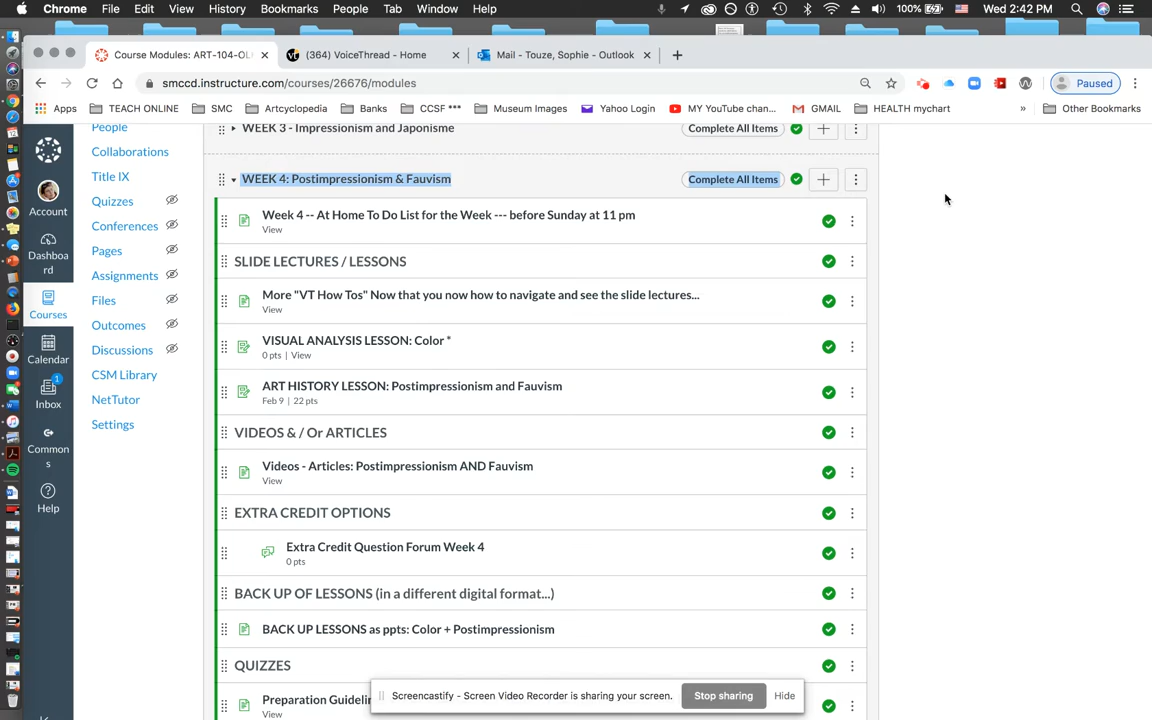 Chrome File Edit View History Bookmarks People Tab Window Help 100% Wed 2:42 PM
Course Modules: ART-104-OL (364) VoiceThread - Home Mail - Touze, Sophie - Outlook
smccd.instructure.com/courses/26676/modules Paused
Apps TEACH ONLINE SMC Artcyclopedia Banks CCSF *** Museum Images Yahoo Login MY YouTube chan... GMAIL HEALTH mychart » Other Bookmarks
People
WEEK 3 - Impressionism and Japonisme Complete All Items
Collaborations
Title IX
WEEK 4: Postimpressionism & Fauvism Complete All Items
Quizzes
Account
Week 4 -- At Home To Do List for the Week --- before Sunday at 11 pm
View
Conferences
Pages
Dashboa
rd
SLIDE LECTURES / LESSONS
Assignments
Files
More "VT How Tos" Now that you now how to navigate and see the slide lectures...
View
Courses
Outcomes
VISUAL ANALYSIS LESSON: Color *
0 pts | View
Discussions
Calendar
CSM Library
ART HISTORY LESSON: Postimpressionism and Fauvism
Feb 9 | 22 pts
NetTutor
1
Inbox
Settings
VIDEOS & / Or ARTICLES
Common
s
Videos - Articles: Postimpressionism AND Fauvism
View
Help
EXTRA CREDIT OPTIONS
Extra Credit Question Forum Week 4
0 pts
BACK UP OF LESSONS (in a different digital format...)
BACK UP LESSONS as ppts: Color + Postimpressionism
QUIZZES
Preparation Guidelin
View
Screencastify - Screen Video Recorder is sharing your screen. Stop sharing Hide